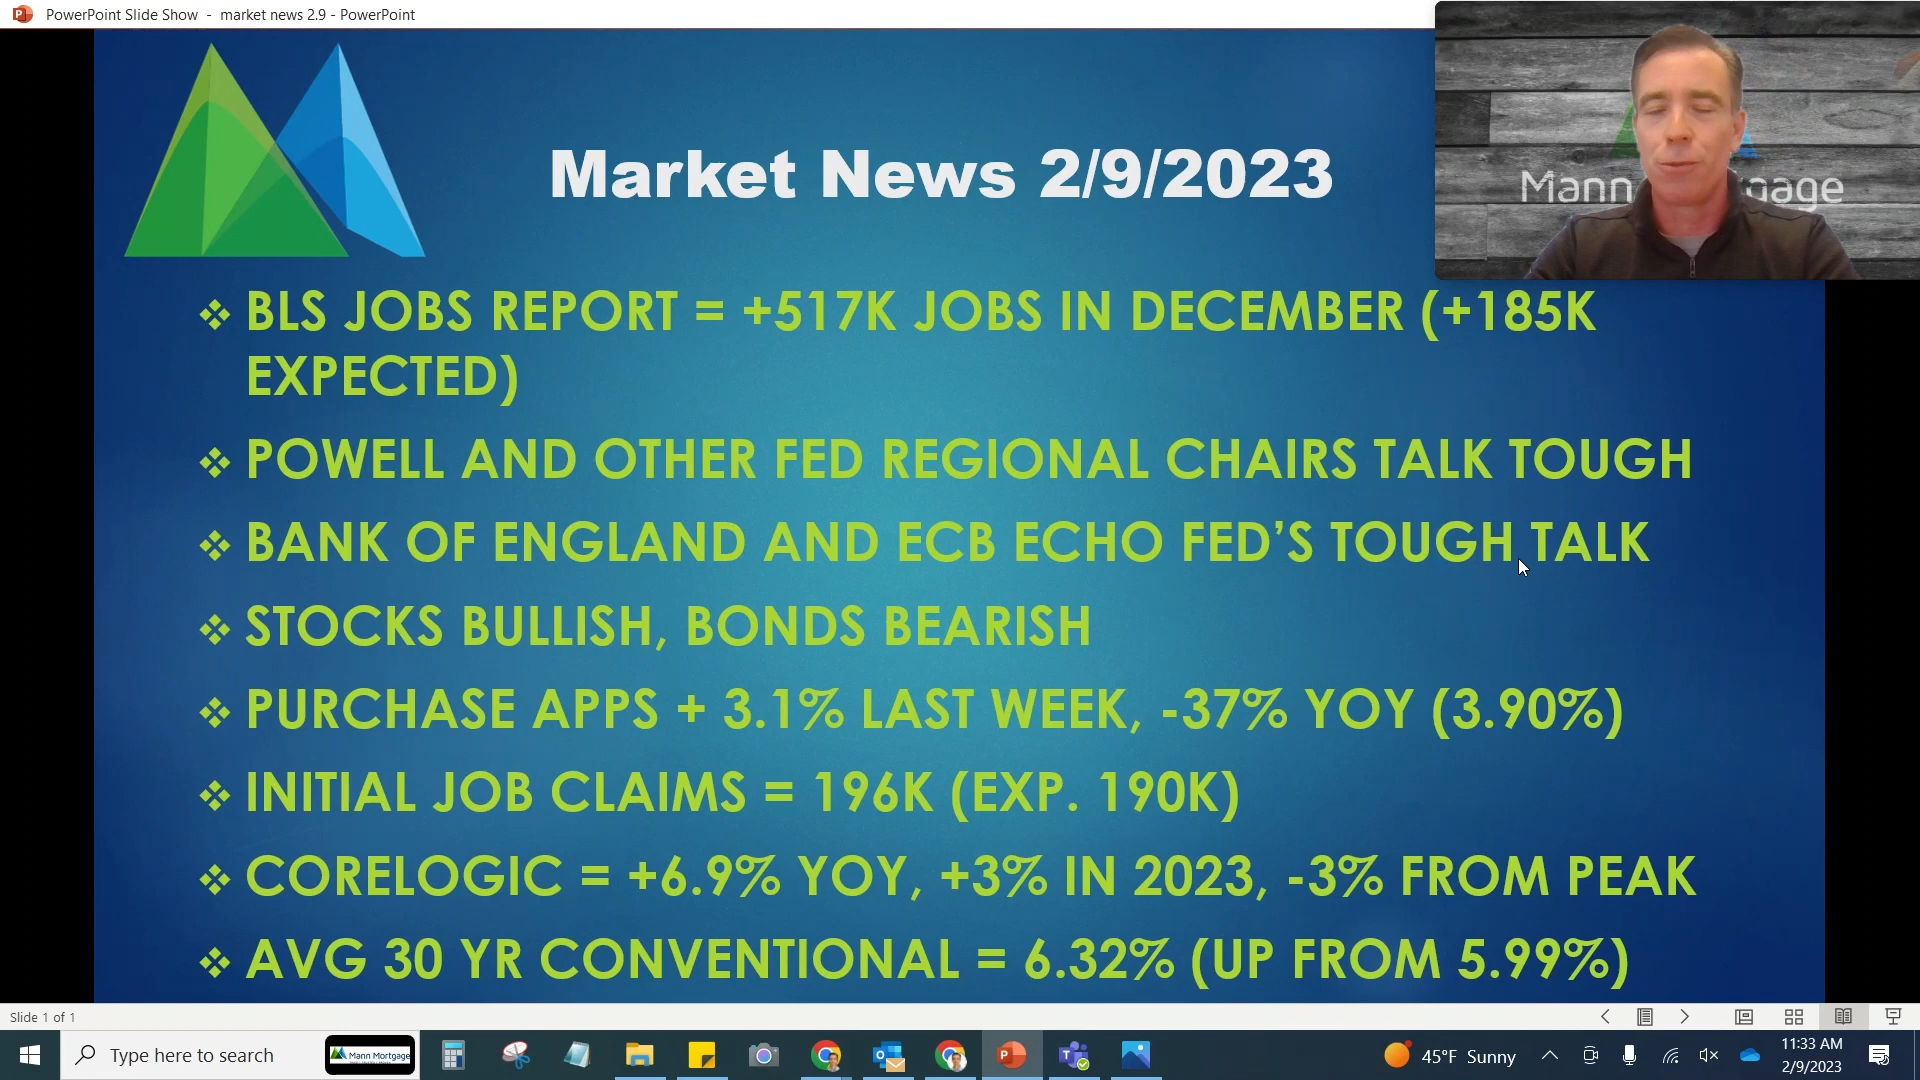 PowerPoint Slide Show - market news 2.9 - PowerPoint
Market News 2/9/2023
Mann gage
BLS JOBS REPORT = +517K JOBS IN DECEMBER (+185K
EXPECTED)
POWELL AND OTHER FED REGIONAL CHAIRS TALK TOUGH
BANK OF ENGLAND AND ECB ECHO FED'S TOUGH TALK
STOCKS BULLISH, BONDS BEARISH
PURCHASE APPS + 3.1% LAST WEEK, -37% YOY (3.90%)
INITIAL JOB CLAIMS = 196K (EXP. 190K)
CORELOGIC = +6.9% YOY, +3% IN 2023, -3% FROM PEAK
AVG 30 YR CONVENTIONAL = 6.32% (UP FROM 5.99%)
Slide 1 of 1
Type here to search
Mann Mortgage
45°F Sunny
11:33 AM
2/9/2023